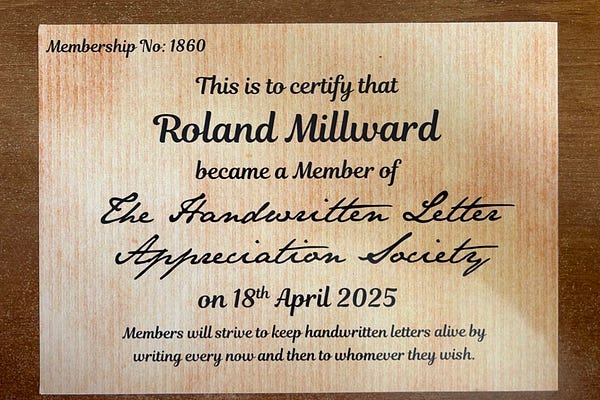 Membership No: 1860
This is to certify that
Roland Millward
became a Member of
The Handwritten Letter
Appreciation Society
on 18th April 2025
Members will strive to keep handwritten letters alive by
writing every now and then to whomever they wish.